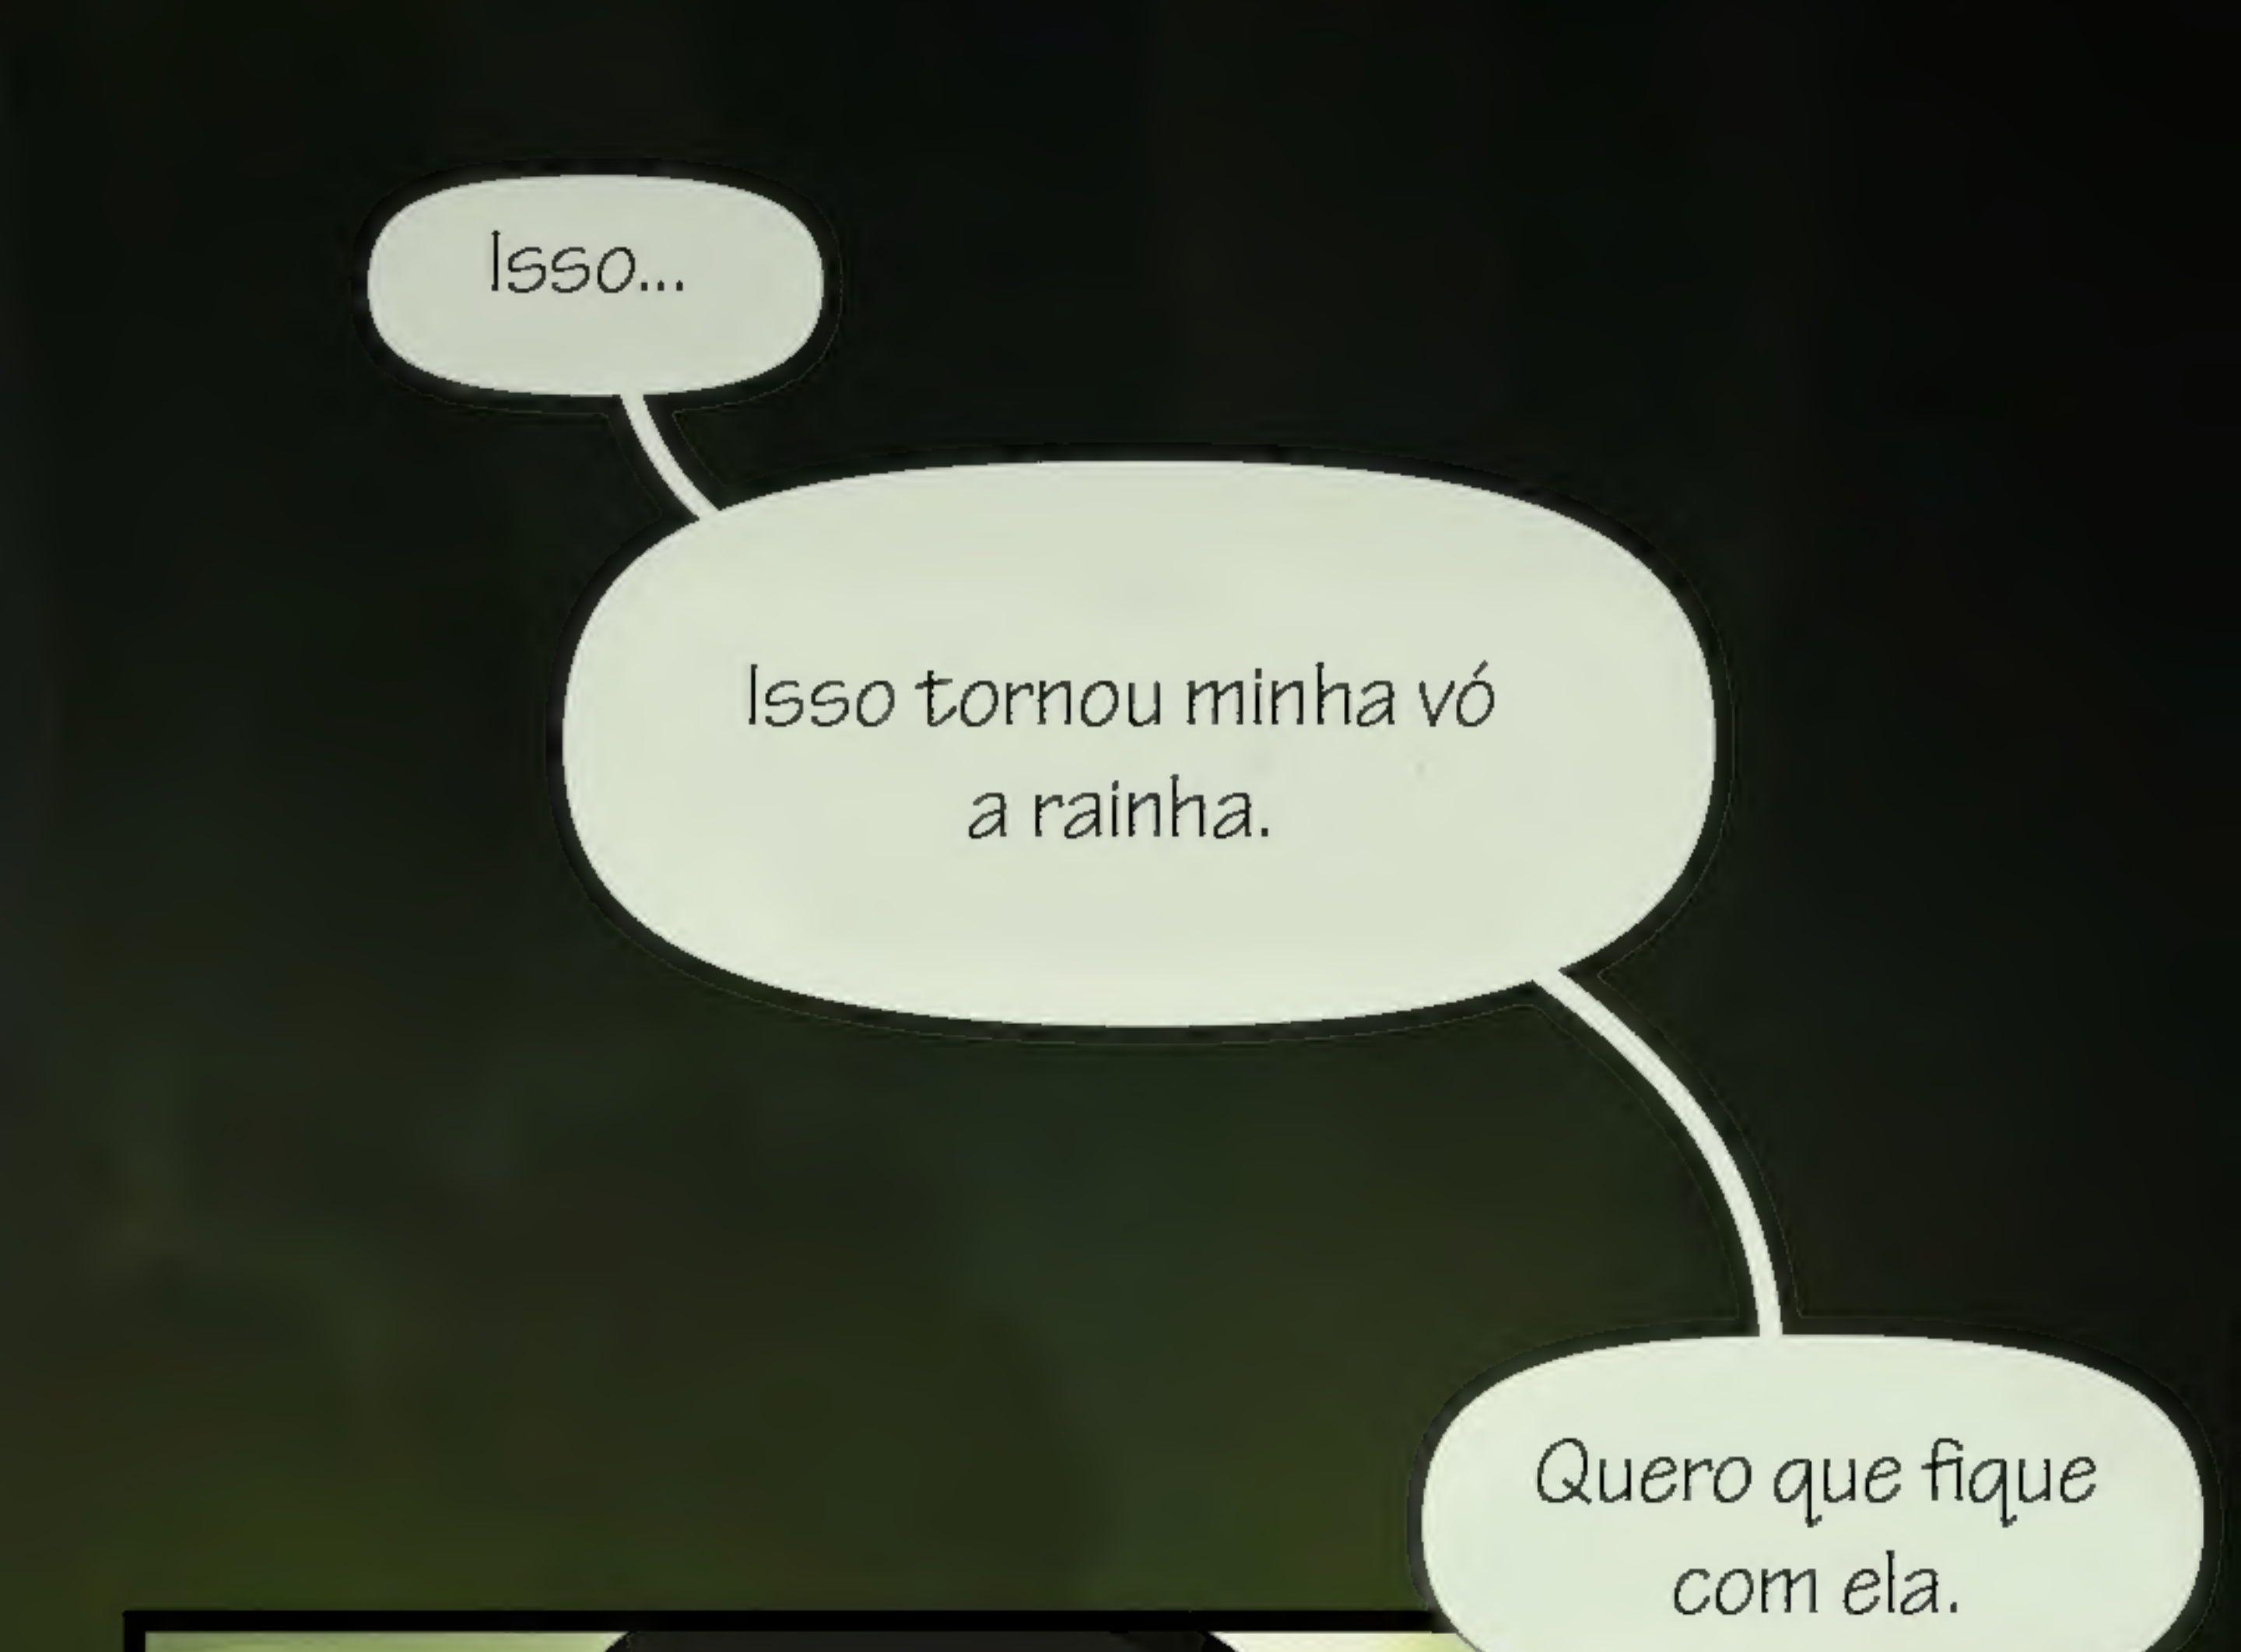 Isso...
Isso tornou minha vó
a rainha.
Quero que fique
com ela.